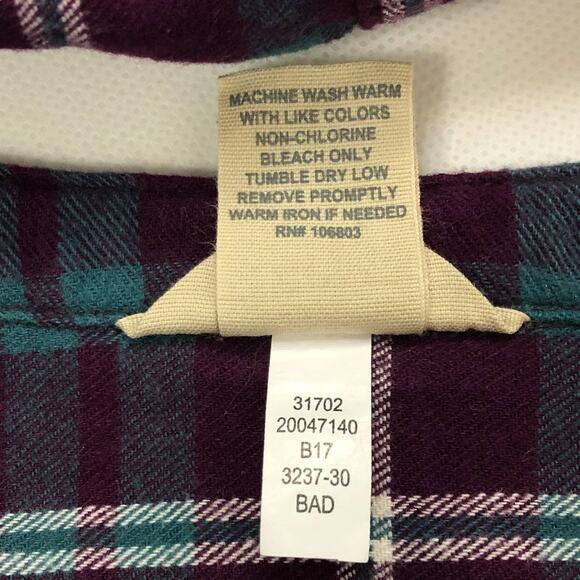 MACHINE WASH WARM
WITH LIKE COLORS
NON-CHLORINE
BLEACH ONLY
TUMBLE DRY LOW
REMOVE PROMPTLY
WARM IRON IF NEEDED
RN# 106803
31702
20047140
B17
3237-30
BAD